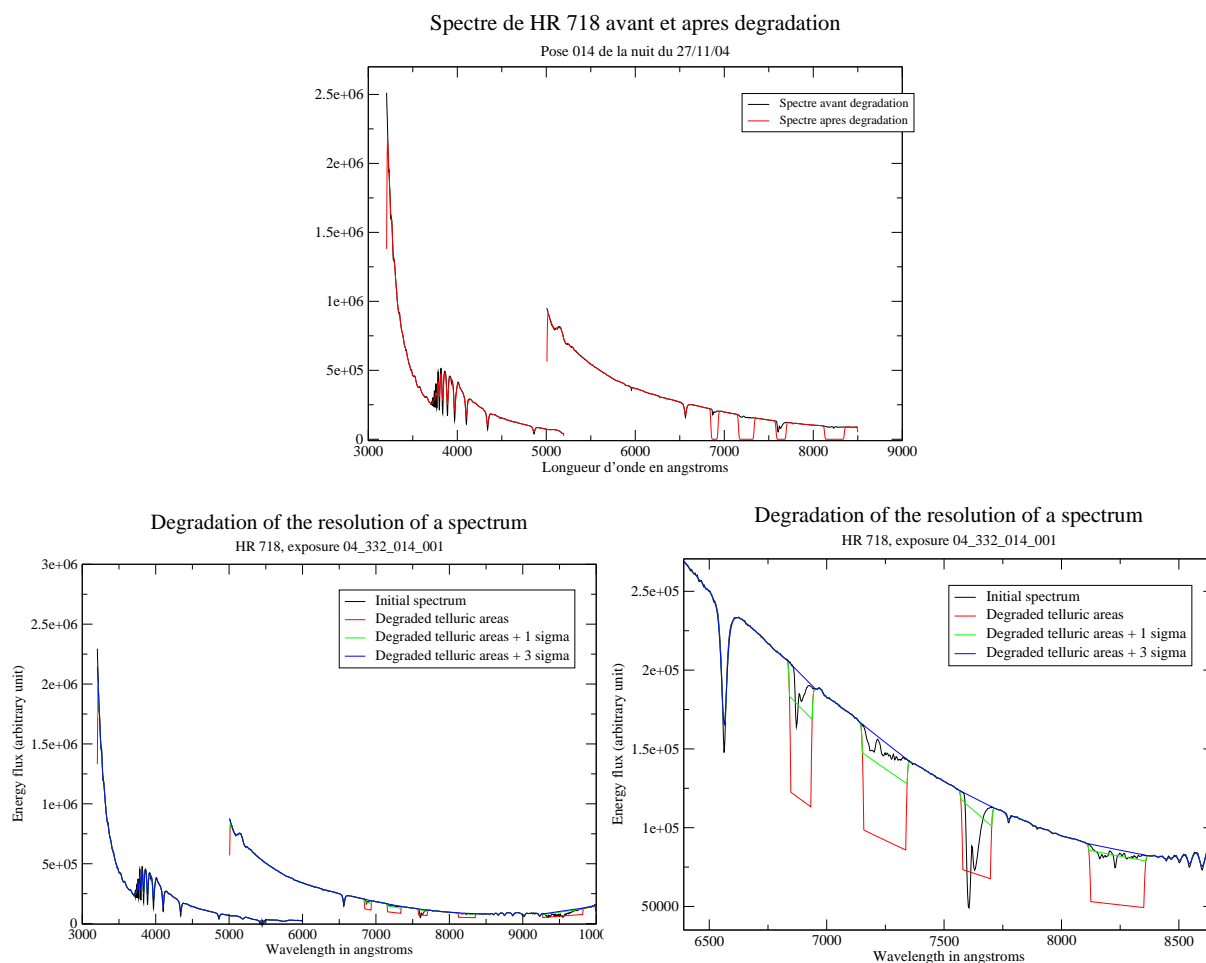 Spectre de HR 718 avant et apres degradation
Pose 014 de la nuit du 27/11/04
2.5e+06
2e+06
1.5e+06
1e+06
5e+05
0
Spectre avant degradation
Spectre apres degradation
3000 4000 5000 6000 7000 8000 9000
Longueur d'onde en angstroms
Degradation of the resolution of a spectrum
HR 718, exposure 04_332_014_001
Energy flux (arbitrary unit)
3e+06
2.5e+06
2e+06
1.5e+06
1e+06
5e+05
0
Initial spectrum
Degraded telluric areas
Degraded telluric areas + 1 sigma
Degraded telluric areas + 3 sigma
3000 4000 5000 6000 7000 8000 9000 1000
Wavelength in angstroms
Degradation of the resolution of a spectrum
HR 718, exposure 04_332_014_001
Energy flux (arbitrary unit)
2.5e+05
2e+05
1.5e+05
1e+05
50000
Initial spectrum
Degraded telluric areas
Degraded telluric areas + 1 sigma
Degraded telluric areas + 3 sigma
6500 7000 7500 8000 8500
Wavelength in angstroms